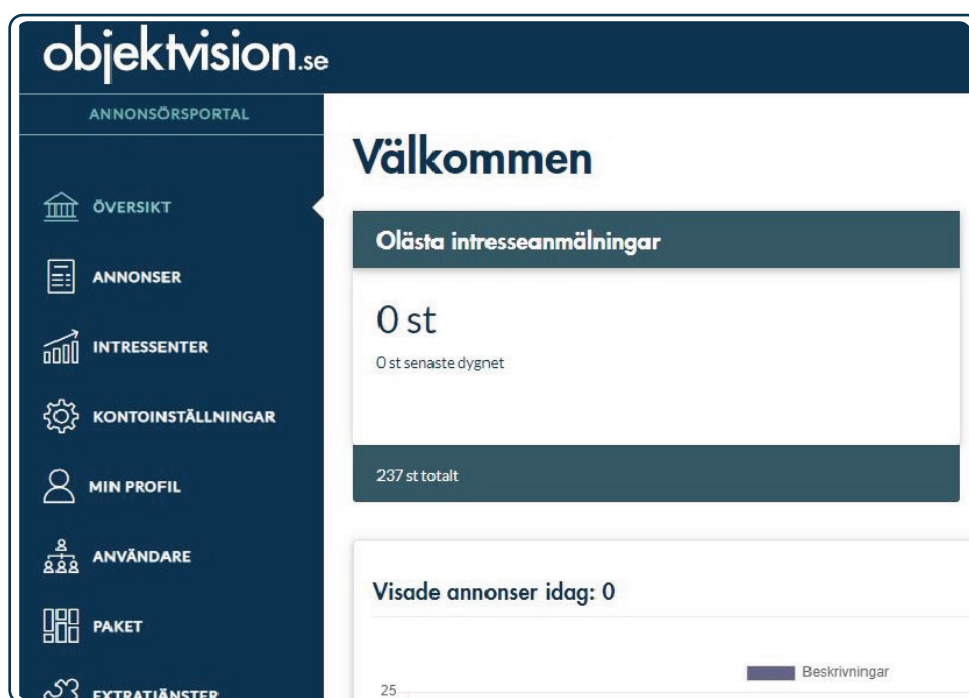 objektvision.se
ANNONSÖRSPORTAL
ÖVERSIKT
ANNONSER
INTRESSENTER
KONTOINSTÄLLNINGAR
MIN PROFIL
ANVÄNDARE
PAKET
EXTRATJÄNSTER
Välkommen
Olästa intresseanmälningar
0 st
0 st senaste dygnet
237 st totalt
Visade annonser idag: 0
Beskrivningar
25